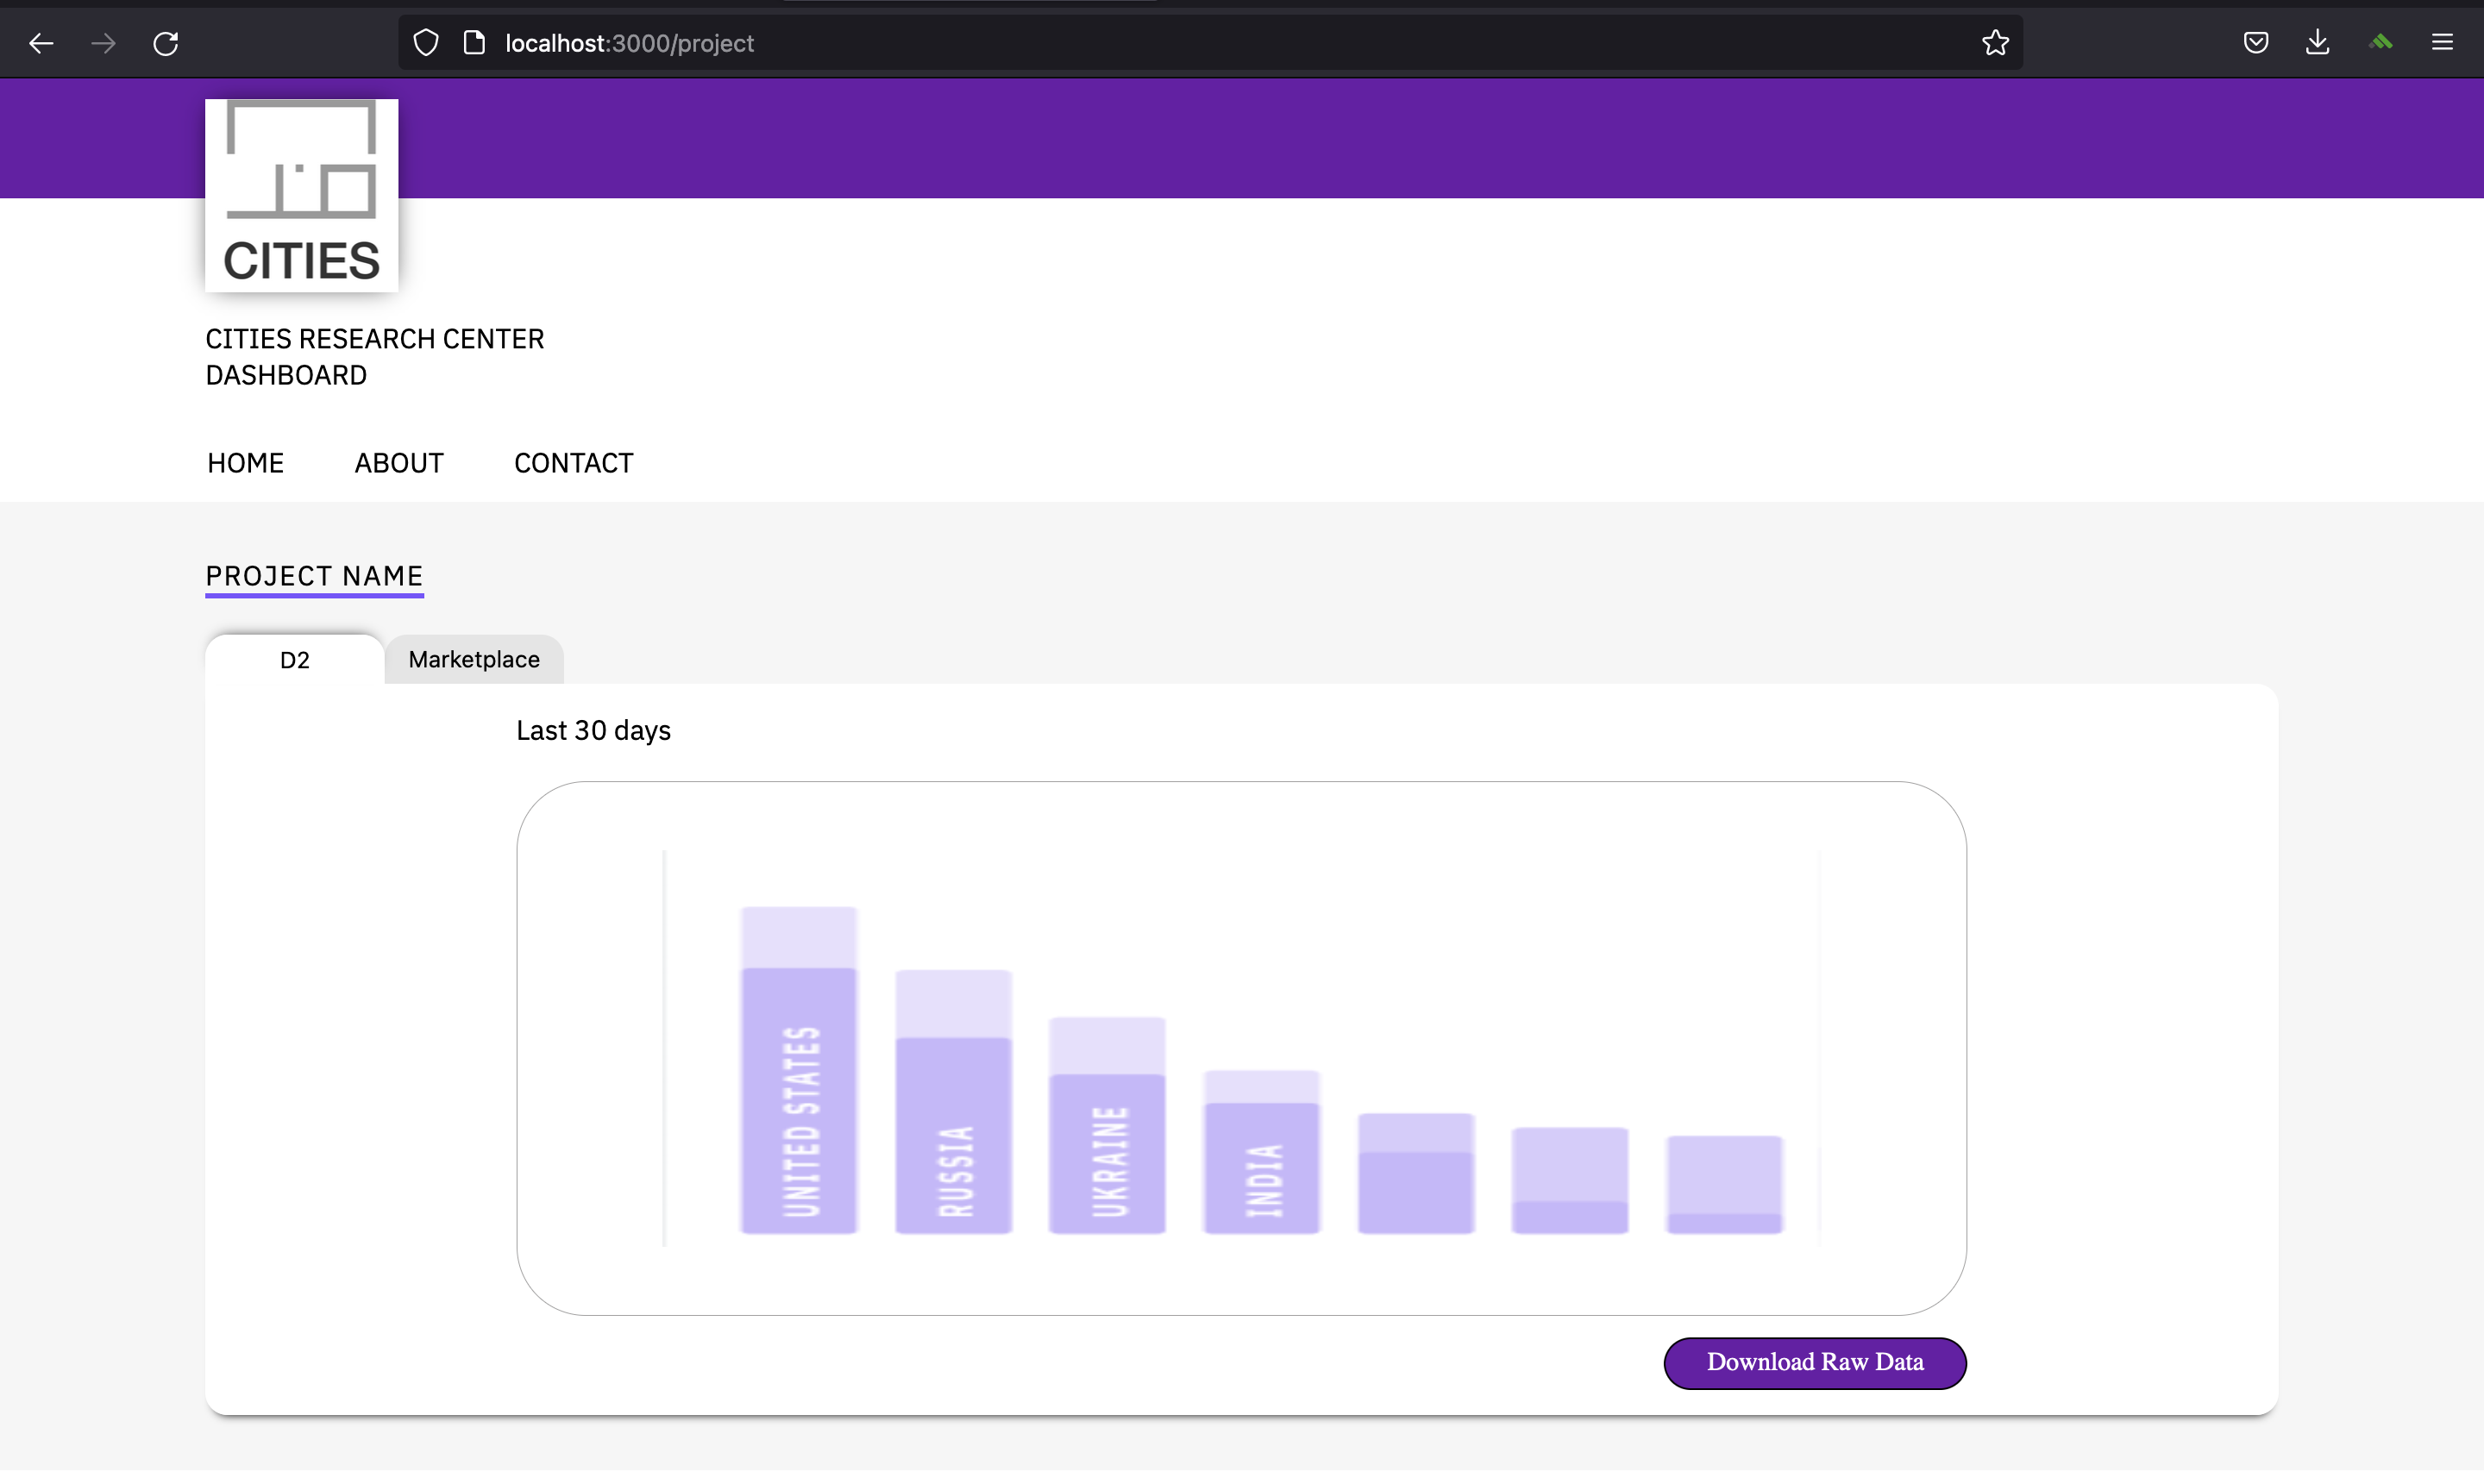 localhost:3000/project
CITIES
CITIES RESEARCH CENTER
DASHBOARD
HOME ABOUT CONTACT
PROJECT NAME
D2 Marketplace
Last 30 days
UNITED STATES
RUSSIA
UKRAINE
INDIA
Download Raw Data